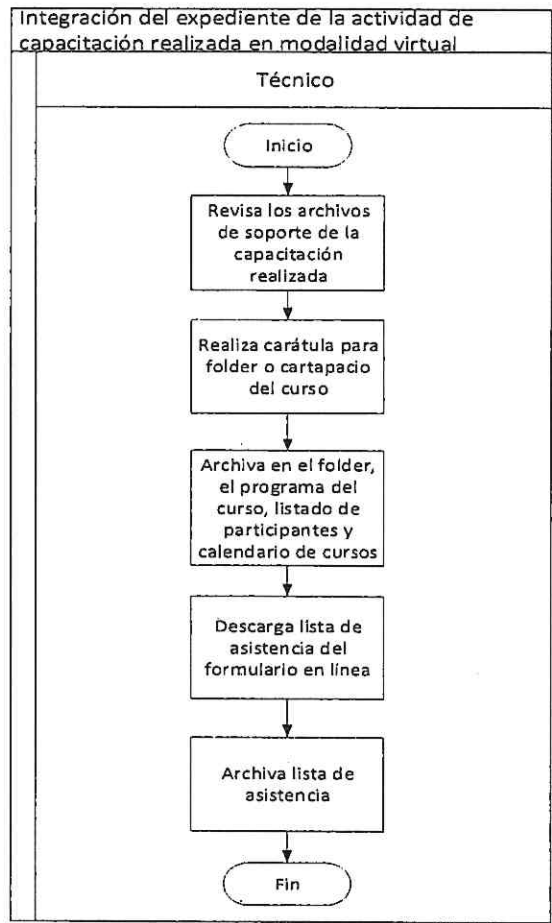 Integración del expediente de la actividad de
capacitación realizada en modalidad virtual
Técnico
Inicio
Revisa los archivos
de soporte de la
capacitación
realizada
Realiza carátula para
folder o cartapacio
del curso
Archiva en el folder,
el programa del
curso, listado de
participantes y
calendario de cursos
Descarga lista de
asistencia del
formulario en línea
Archiva lista de
asistencia
Fin